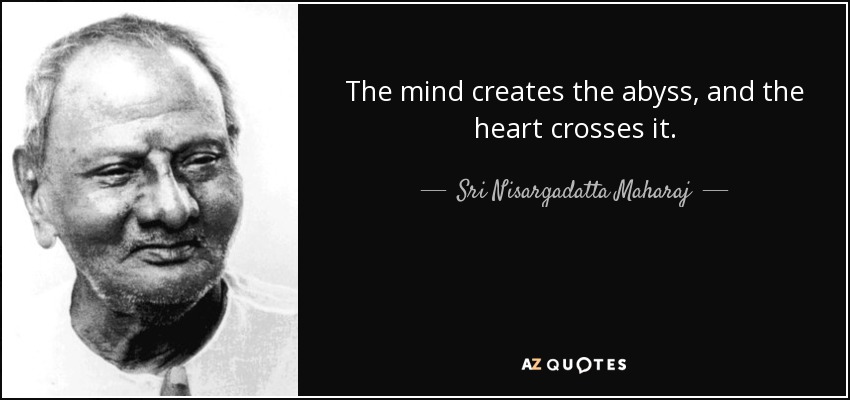 The mind creates the abyss, and the
heart crosses it.
— Sri Nisargadatta Maharaj —
AZ QUOTES